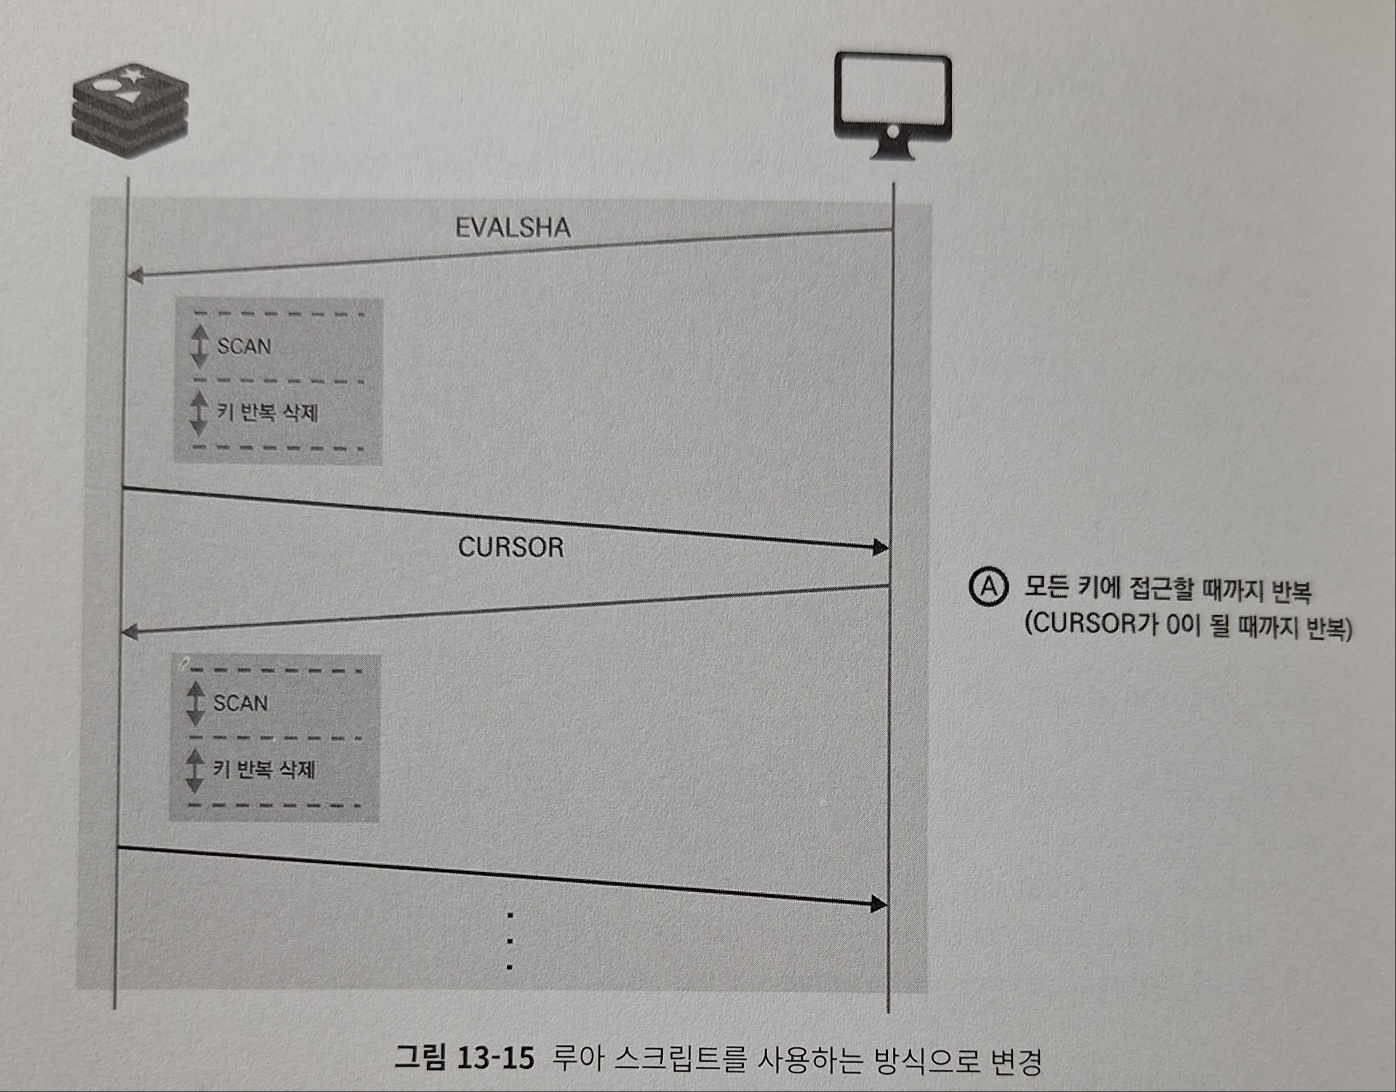 EVALSHA
SCAN
키 반복 삭제
CURSOR
Ⓐ 모든 키에 접근할 때까지 반복
(CURSOR가 0이 될 때까지 반복)
SCAN
키 반복 삭제
그림 13-15 루아 스크립트를 사용하는 방식으로 변경